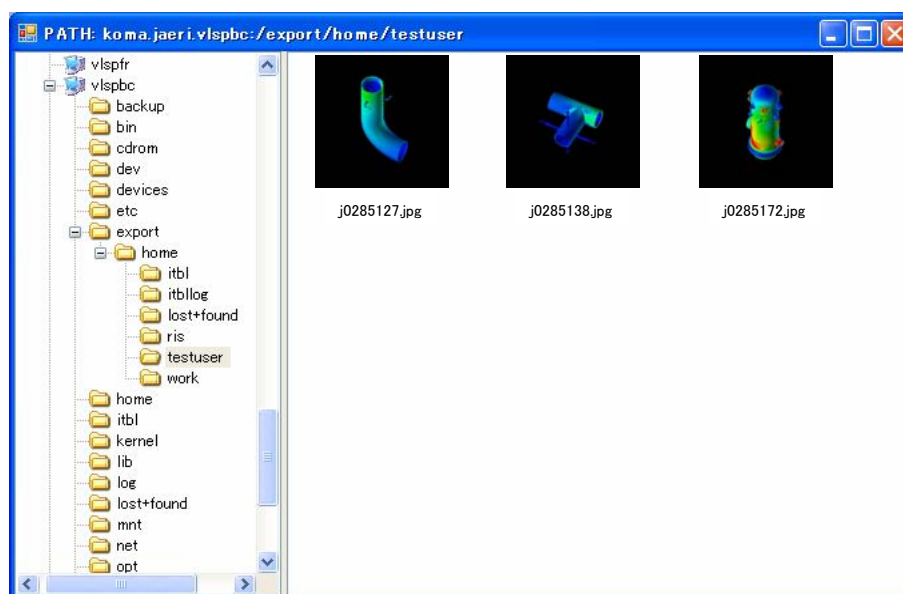 PATH: koma.jaeri.vlspbc:/export/home/testuser
vlspfr
vlspbc
backup
bin
cdrom
dev
devices
etc
export
home
itbl
itbllog
lost+found
ris
testuser
work
home
itbl
kernel
lib
log
lost+found
mnt
net
opt
j0285127.jpg
j0285138.jpg
j0285172.jpg